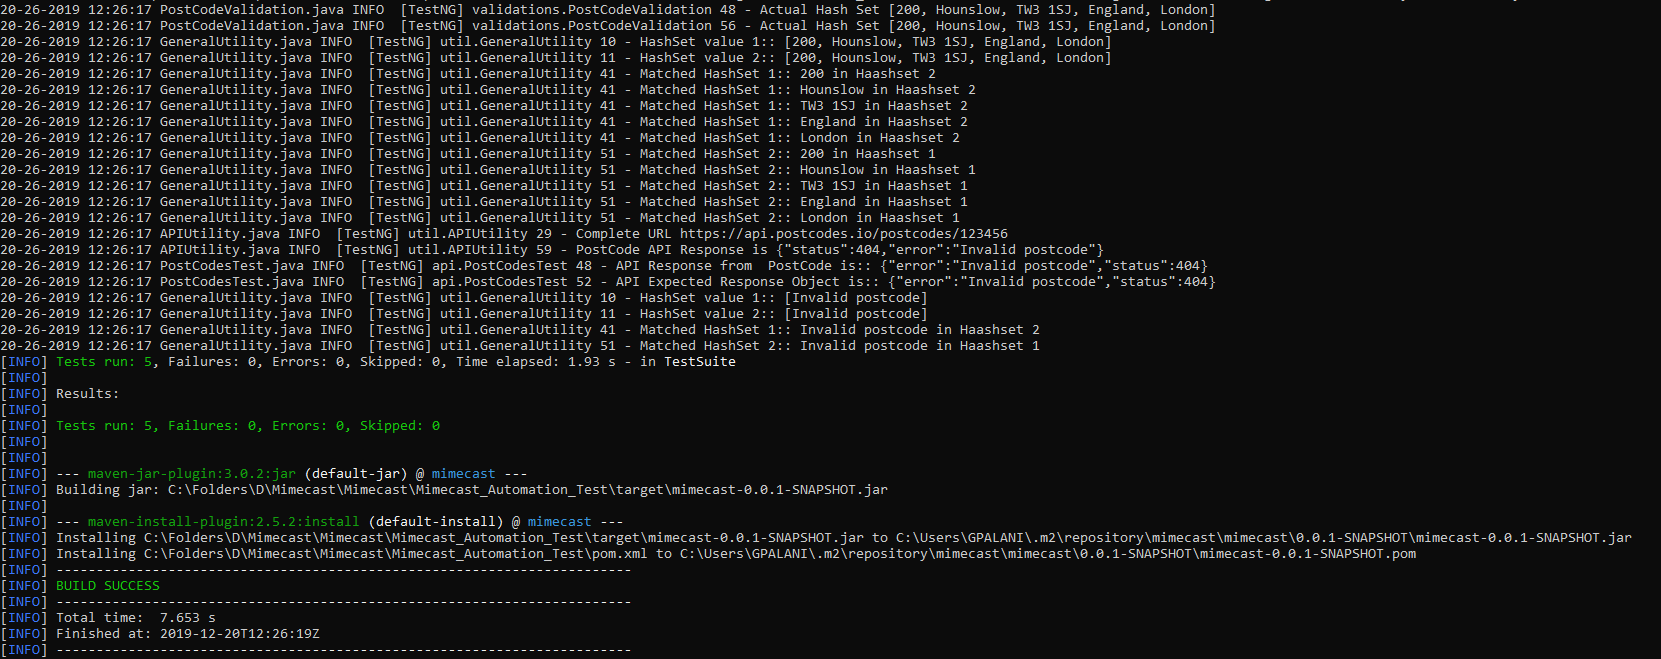 20-26-2019 12:26:17 PostCodeValidation.java INFO  [TestNG] validations.PostCodeValidation 48 - Actual Hash Set [200, Hounslow, TW3 1SJ, England, London]
20-26-2019 12:26:17 PostCodeValidation.java INFO  [TestNG] validations.PostCodeValidation 56 - Actual Hash Set [200, Hounslow, TW3 1SJ, England, London]
20-26-2019 12:26:17 GeneralUtility.java INFO  [TestNG] util.GeneralUtility 10 - HashSet value 1:: [200, Hounslow, TW3 1SJ, England, London]
20-26-2019 12:26:17 GeneralUtility.java INFO  [TestNG] util.GeneralUtility 11 - HashSet value 2:: [200, Hounslow, TW3 1SJ, England, London]
20-26-2019 12:26:17 GeneralUtility.java INFO  [TestNG] util.GeneralUtility 41 - Matched HashSet 1:: 200 in Haashset 2
20-26-2019 12:26:17 GeneralUtility.java INFO  [TestNG] util.GeneralUtility 41 - Matched HashSet 1:: Hounslow in Haashset 2
20-26-2019 12:26:17 GeneralUtility.java INFO  [TestNG] util.GeneralUtility 41 - Matched HashSet 1:: TW3 1SJ in Haashset 2
20-26-2019 12:26:17 GeneralUtility.java INFO  [TestNG] util.GeneralUtility 41 - Matched HashSet 1:: England in Haashset 2
20-26-2019 12:26:17 GeneralUtility.java INFO  [TestNG] util.GeneralUtility 41 - Matched HashSet 1:: London in Haashset 2
20-26-2019 12:26:17 GeneralUtility.java INFO  [TestNG] util.GeneralUtility 51 - Matched HashSet 2:: 200 in Haashset 1
20-26-2019 12:26:17 GeneralUtility.java INFO  [TestNG] util.GeneralUtility 51 - Matched HashSet 2:: Hounslow in Haashset 1
20-26-2019 12:26:17 GeneralUtility.java INFO  [TestNG] util.GeneralUtility 51 - Matched HashSet 2:: TW3 1SJ in Haashset 1
20-26-2019 12:26:17 GeneralUtility.java INFO  [TestNG] util.GeneralUtility 51 - Matched HashSet 2:: England in Haashset 1
20-26-2019 12:26:17 GeneralUtility.java INFO  [TestNG] util.GeneralUtility 51 - Matched HashSet 2:: London in Haashset 1
20-26-2019 12:26:17 APIUtility.java INFO  [TestNG] util.APIUtility 29 - Complete URL https://api.postcodes.io/postcodes/123456
20-26-2019 12:26:17 APIUtility.java INFO  [TestNG] util.APIUtility 59 - PostCode API Response is {"status":404,"error":"Invalid postcode"}
20-26-2019 12:26:17 PostCodesTest.java INFO  [TestNG] api.PostCodesTest 48 - API Response from  PostCode is:: {"error":"Invalid postcode","status":404}
20-26-2019 12:26:17 PostCodesTest.java INFO  [TestNG] api.PostCodesTest 52 - API Expected Response Object is:: {"error":"Invalid postcode","status":404}
20-26-2019 12:26:17 GeneralUtility.java INFO  [TestNG] util.GeneralUtility 10 - HashSet value 1:: [Invalid postcode]
20-26-2019 12:26:17 GeneralUtility.java INFO  [TestNG] util.GeneralUtility 11 - HashSet value 2:: [Invalid postcode]
20-26-2019 12:26:17 GeneralUtility.java INFO  [TestNG] util.GeneralUtility 41 - Matched HashSet 1:: Invalid postcode in Haashset 2
20-26-2019 12:26:17 GeneralUtility.java INFO  [TestNG] util.GeneralUtility 51 - Matched HashSet 2:: Invalid postcode in Haashset 1
[INFO] Tests run: 5, Failures: 0, Errors: 0, Skipped: 0, Time elapsed: 1.93 s - in TestSuite
[INFO]
[INFO] Results:
[INFO]
[INFO] Tests run: 5, Failures: 0, Errors: 0, Skipped: 0
[INFO]
[INFO]
[INFO] --- maven-jar-plugin:3.0.2:jar (default-jar) @ mimecast ---
[INFO] Building jar: C:\Folders\D\Mimecast\Mimecast\Mimecast_Automation_Test\target\mimecast-0.0.1-SNAPSHOT.jar
[INFO]
[INFO] --- maven-install-plugin:2.5.2:install (default-install) @ mimecast ---
[INFO] Installing C:\Folders\D\Mimecast\Mimecast\Mimecast_Automation_Test\target\mimecast-0.0.1-SNAPSHOT.jar to C:\Users\GPALANI\.m2\repository\mimecast\mimecast\0.0.1-SNAPSHOT\mimecast-0.0.1-SNAPSHOT.jar
[INFO] Installing C:\Folders\D\Mimecast\Mimecast\Mimecast_Automation_Test\pom.xml to C:\Users\GPALANI\.m2\repository\mimecast\mimecast\0.0.1-SNAPSHOT\mimecast-0.0.1-SNAPSHOT.pom
[INFO] ------------------------------------------------------------------------
[INFO] BUILD SUCCESS
[INFO] ------------------------------------------------------------------------
[INFO] Total time:  7.653 s
[INFO] Finished at: 2019-12-20T12:26:19Z
[INFO] ------------------------------------------------------------------------